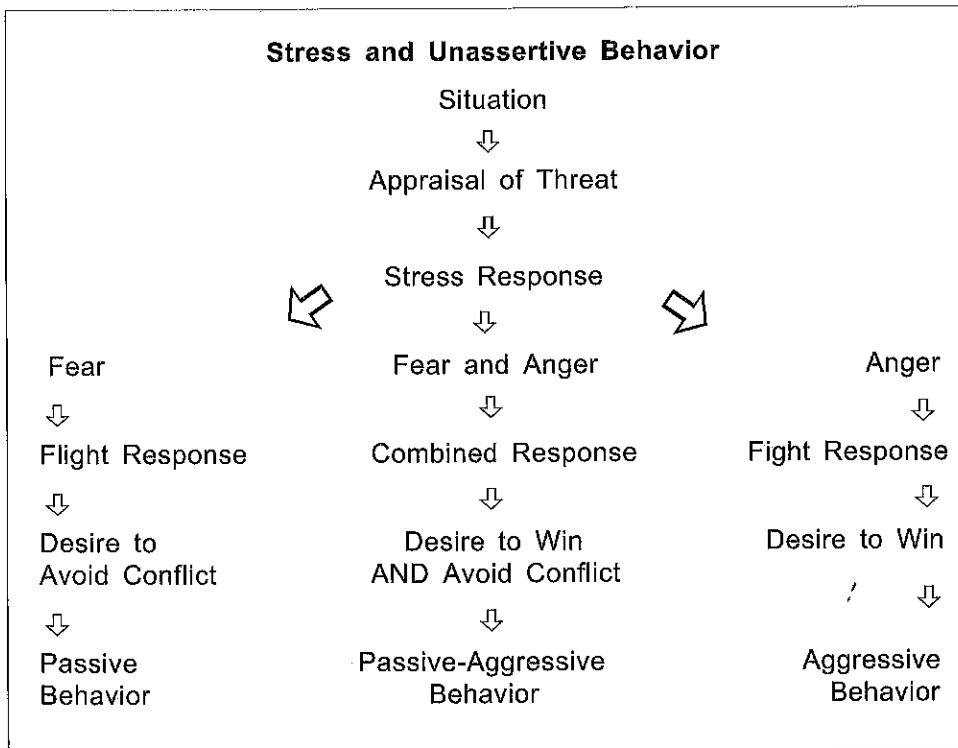 Stress and Unassertive Behavior
Situation
Appraisal of Threat
Stress Response
Fear
Fear and Anger
Anger
Flight Response
Combined Response
Fight Response
Desire to
Avoid Conflict
Desire to Win
AND Avoid Conflict
Desire to Win
Passive
Behavior
Passive-Aggressive
Behavior
Aggressive
Behavior